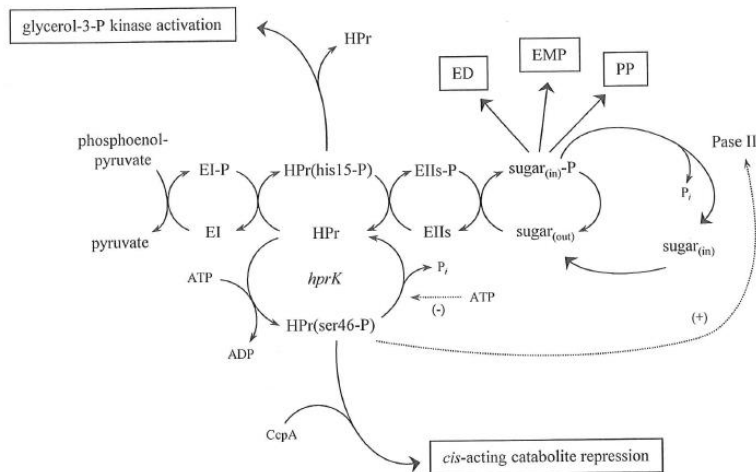 glycerol-3-P kinase activation
HPr
ED
EMP
PP
phosphoenol-
pyruvate
EI-P
HPr(his15-P)
EIIs-P
sugar(in)-P
Pase II
Pi
pyruvate
EI
HPr
EIIs
sugar(out)
sugar(in)
ATP
hprK
Pi
(-)
ATP
(+)
HPr(ser46-P)
ADP
CcpA
cis-acting catabolite repression